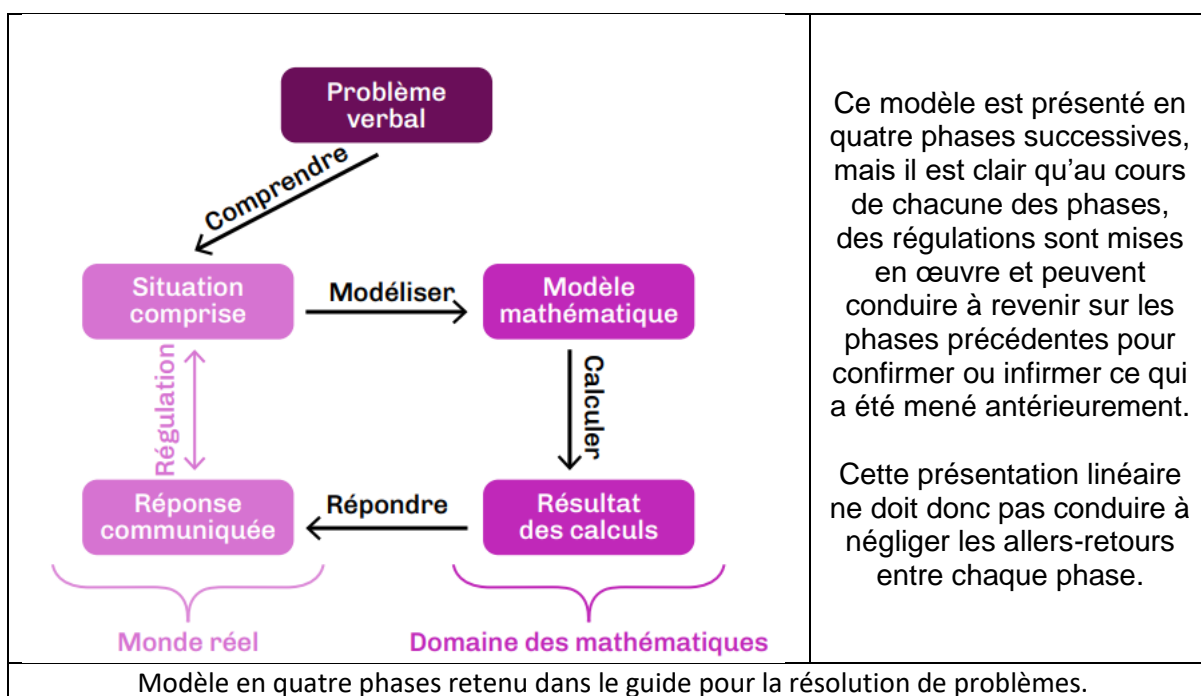 Problème
verbal
Comprendre
Situation
comprise
Modéliser
Modèle
mathématique
Régulation
Calculer
Réponse
communiquée
Répondre
Résultat
des calculs
Monde réel
Domaine des mathématiques
Ce modèle est présenté en
quatre phases successives,
mais il est clair qu’au cours
de chacune des phases,
des régulations sont mises
en œuvre et peuvent
conduire à revenir sur les
phases précédentes pour
confirmer ou infirmer ce qui
a été mené antérieurement.
Cette présentation linéaire
ne doit donc pas conduire à
négliger les allers-retours
entre chaque phase.
Modèle en quatre phases retenu dans le guide pour la résolution de problèmes.